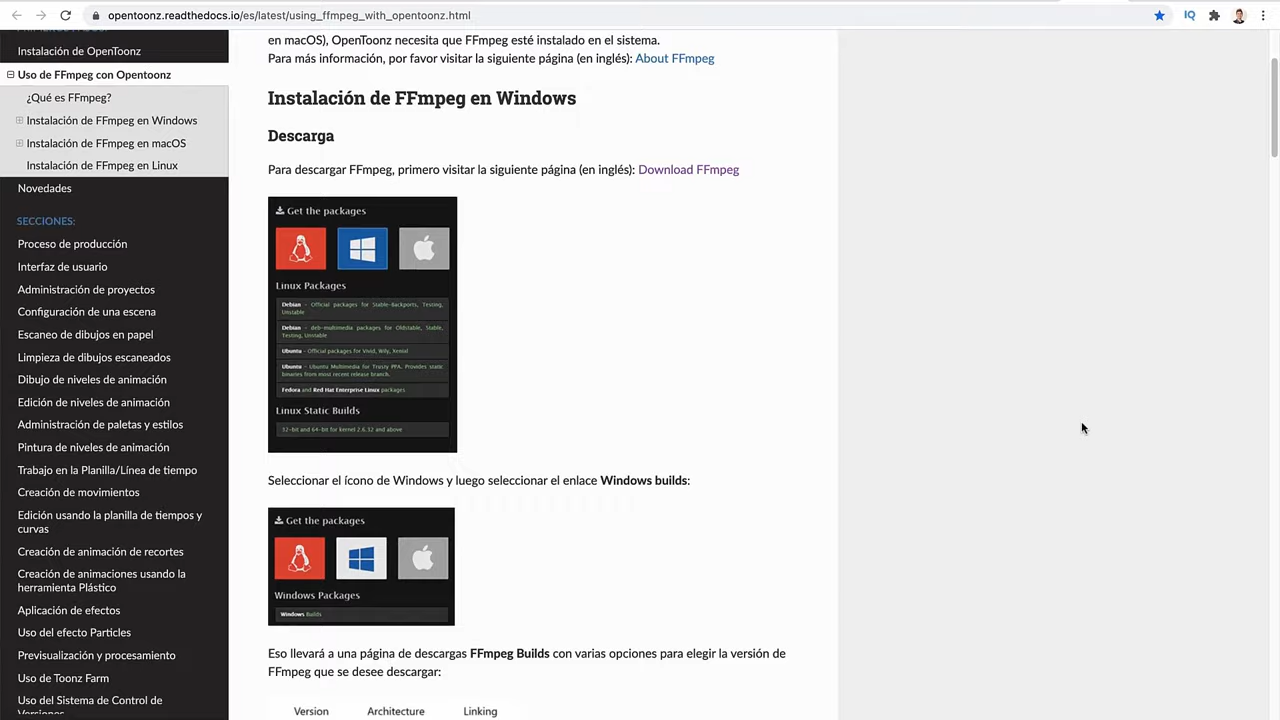 opentoonz.readthedocs.io/es/latest/using_ffmpeg_with_opentoonz.html
IQ
Instalación de OpenToonz
Uso de FFmpeg con Opentoonz
¿Qué es FFmpeg?
Instalación de FFmpeg en Windows
Instalación de FFmpeg en macOS
Instalación de FFmpeg en Linux
Novedades
SECCIONES:
Proceso de producción
Interfaz de usuario
Administración de proyectos
Configuración de una escena
Escaneo de dibujos en papel
Limpieza de dibujos escaneados
Dibujo de niveles de animación
Edición de niveles de animación
Administración de paletas y estilos
Pintura de niveles de animación
Trabajo en la Planilla/Línea de tiempo
Creación de movimientos
Edición usando la planilla de tiempos y
curvas
Creación de animación de recortes
Creación de animaciones usando la
herramienta Plástico
Aplicación de efectos
Uso del efecto Particles
Previsualización y procesamiento
Uso de Toonz Farm
Uso del Sistema de Control de
Versiones
en macOS), OpenToonz necesita que FFmpeg esté instalado en el sistema.
Para más información, por favor visitar la siguiente página (en inglés): About FFmpeg
Instalación de FFmpeg en Windows
Descarga
Para descargar FFmpeg, primero visitar la siguiente página (en inglés): Download FFmpeg
Get the packages
Linux Packages
Debian - Official packages for Stable-Backports, Testing,
Unstable
Debian - deb-multimedia packages for Oldstable, Stable,
Testing, Unstable
Ubuntu - Official packages for Vivid, Wily, Xenial
Ubuntu - Ubuntu Multimedia for Trusty PPA. Provides static
binaries from most recent release branch.
Fedora and Red Hat Enterprise Linux packages
Linux Static Builds
32-bit and 64-bit for kernel 2.6.32 and above
Seleccionar el ícono de Windows y luego seleccionar el enlace Windows builds:
Get the packages
Windows Packages
Windows Builds
Eso llevará a una página de descargas FFmpeg Builds con varias opciones para elegir la versión de
FFmpeg que se desee descargar:
Version Architecture Linking